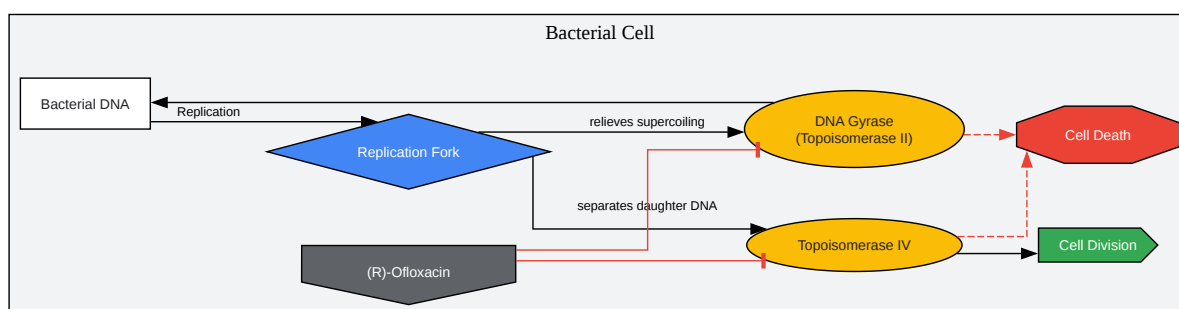 Bacterial Cell
Bacterial DNA
Replication
Replication Fork
relieves supercoiling
DNA Gyrase
(Topoisomerase II)
Cell Death
separates daughter DNA
Topoisomerase IV
Cell Division
(R)-Ofloxacin